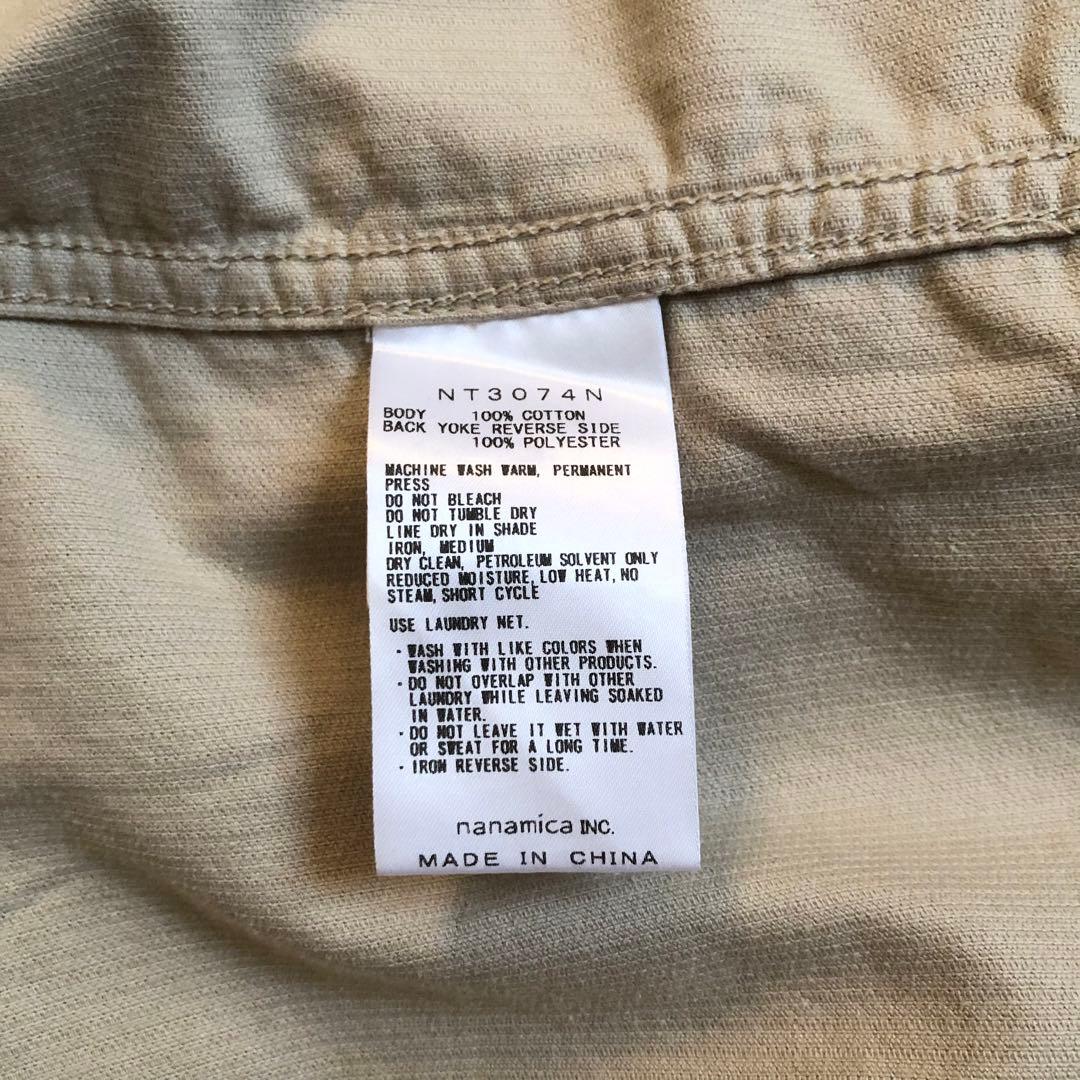 NT3074N
BODY 100% COTTON
BACK YOKE REVERSE SIDE
100% POLYESTER
MACHINE WASH WARM, PERMANENT
PRESS
DO NOT BLEACH
DO NOT TUMBLE DRY
LINE DRY IN SHADE
IRON, MEDIUM
DRY CLEAN, PETROLEUM SOLVENT ONLY
REDUCED MOISTURE, LOW HEAT, NO
STEAM, SHORT CYCLE
USE LAUNDRY NET.
・WASH WITH LIKE COLORS WHEN
WASHING WITH OTHER PRODUCTS.
・DO NOT OVERLAP WITH OTHER
LAUNDRY WHILE LEAVING SOAKED
IN WATER.
・DO NOT LEAVE IT WET WITH WATER
OR SWEAT FOR A LONG TIME.
・IRON REVERSE SIDE.
nanamica INC.
MADE IN CHINA